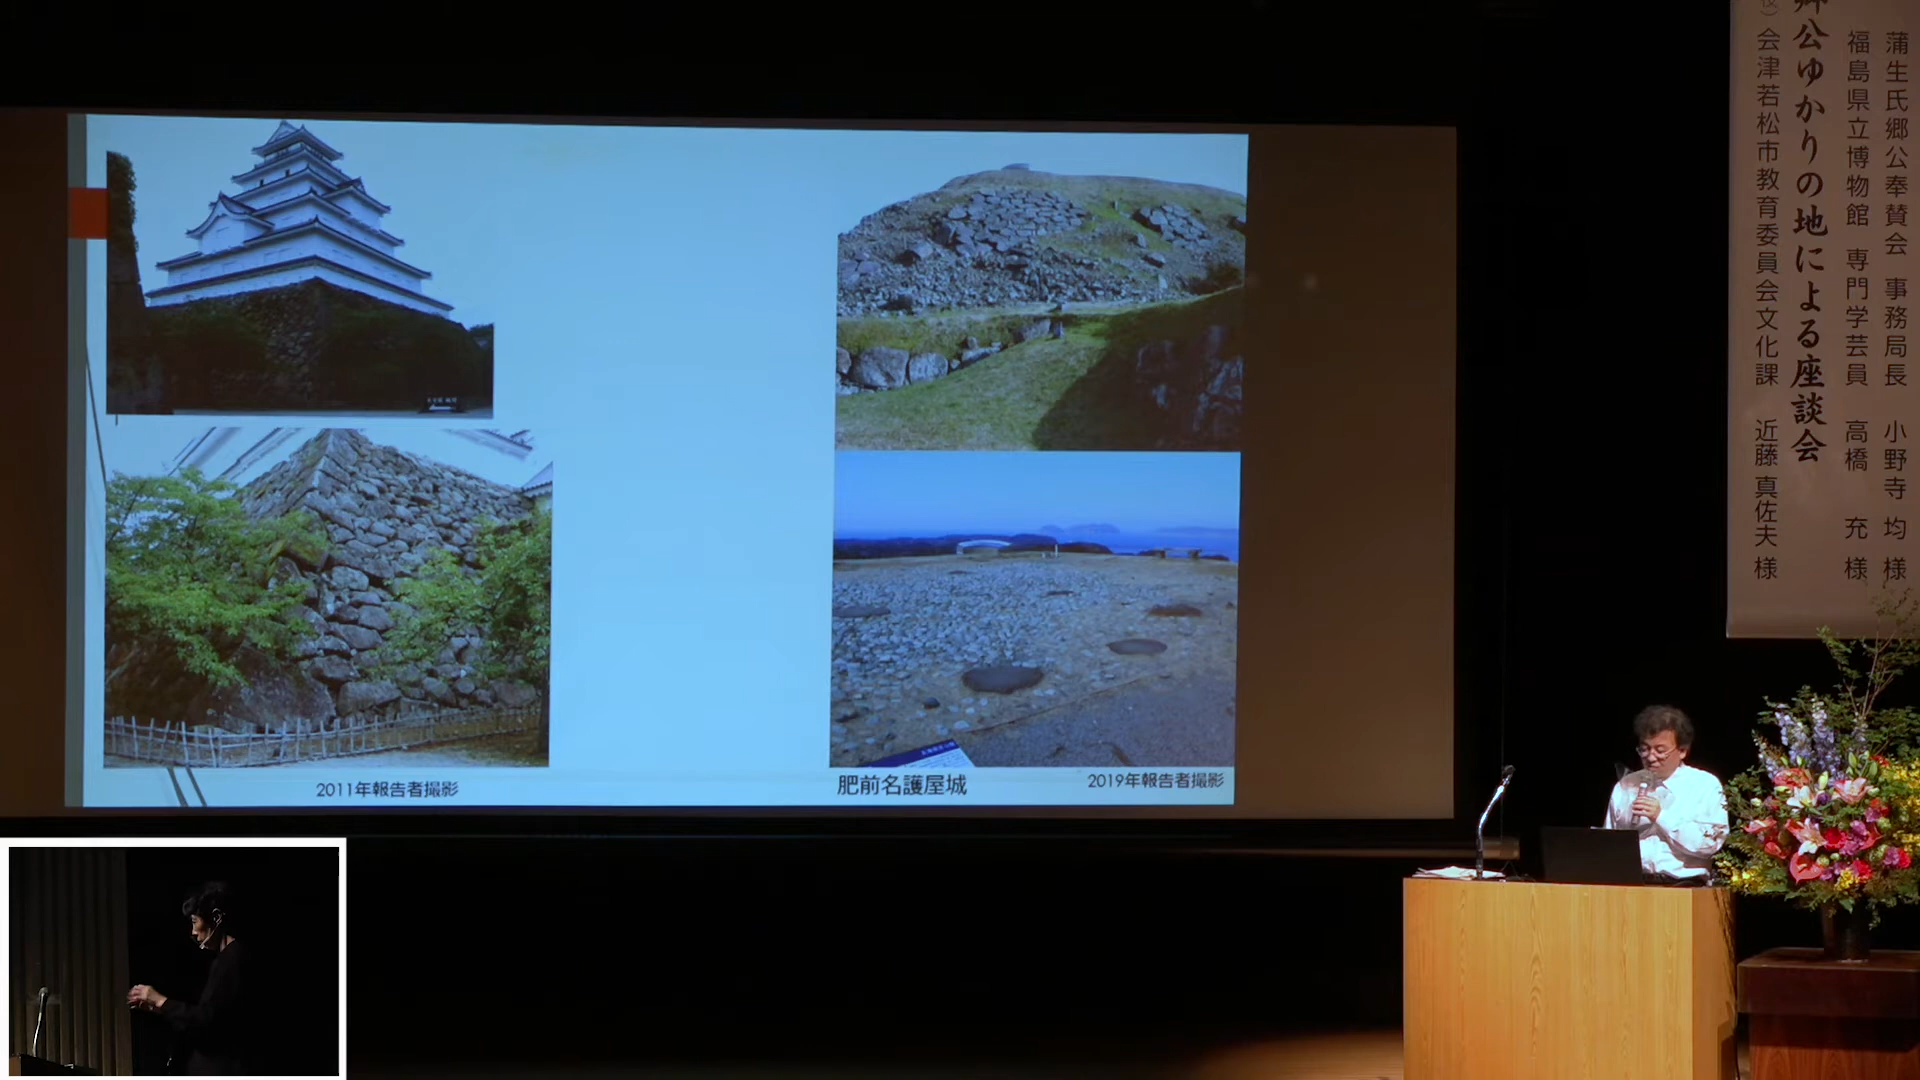 2011年報告者撮影
肥前名護屋城
2019年報告者撮影
蒲生氏郷公奉賛会 事務局長 小野寺 均 様
福島県立博物館 専門学芸員 高橋 充 様
公ゆかりの地による座談会
会津若松市教育委員会文化課 近藤 真佐夫 様